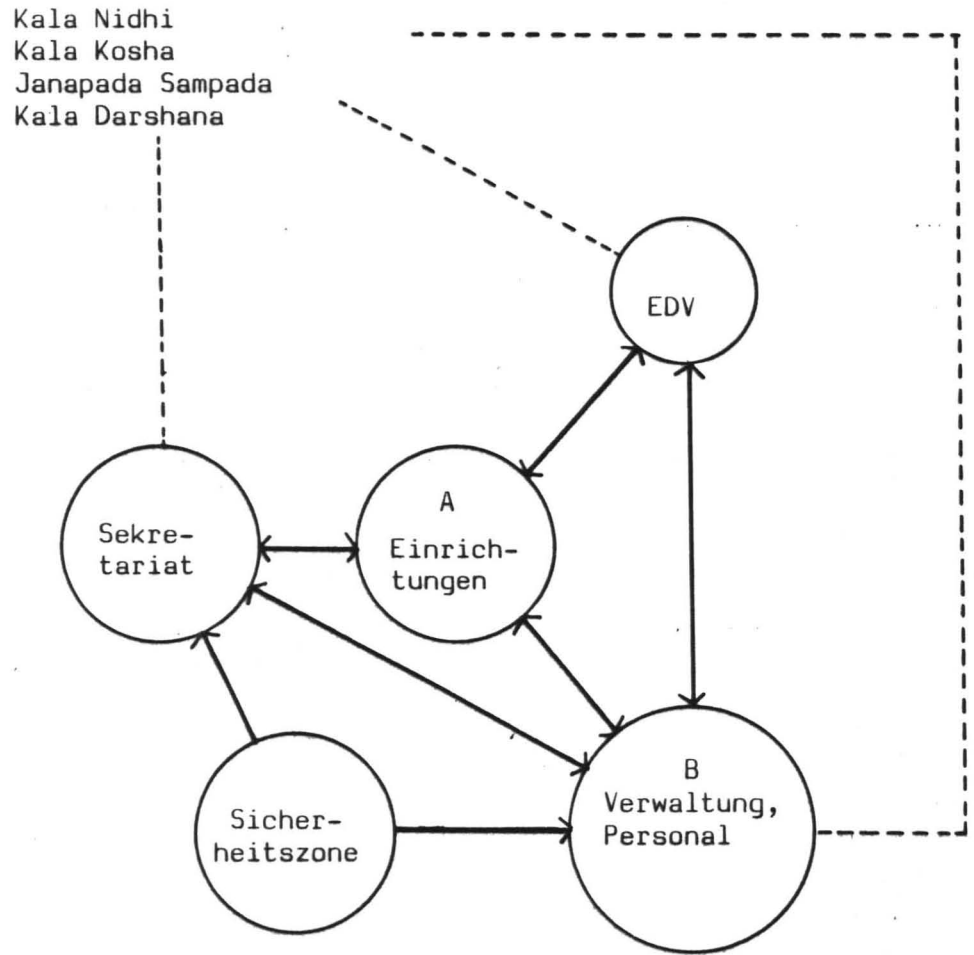 Kala Nidhi
Kala Kosha
Janapada Sampada
Kala Darshana
EDV
Sekre-
tariat
A
Einrich-
tungen
Sicher-
heitszone
B
Verwaltung,
Personal